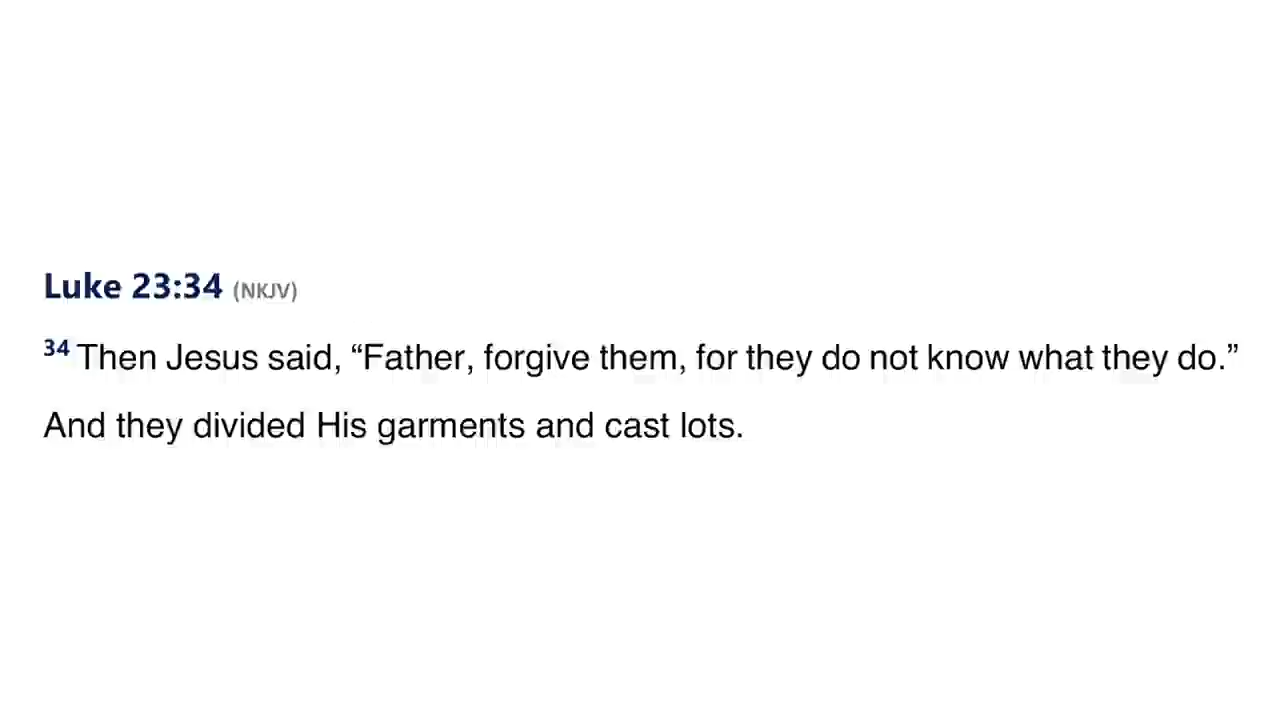 Luke 23:34 (NKJV)
34 Then Jesus said, “Father, forgive them, for they do not know what they do.”
And they divided His garments and cast lots.